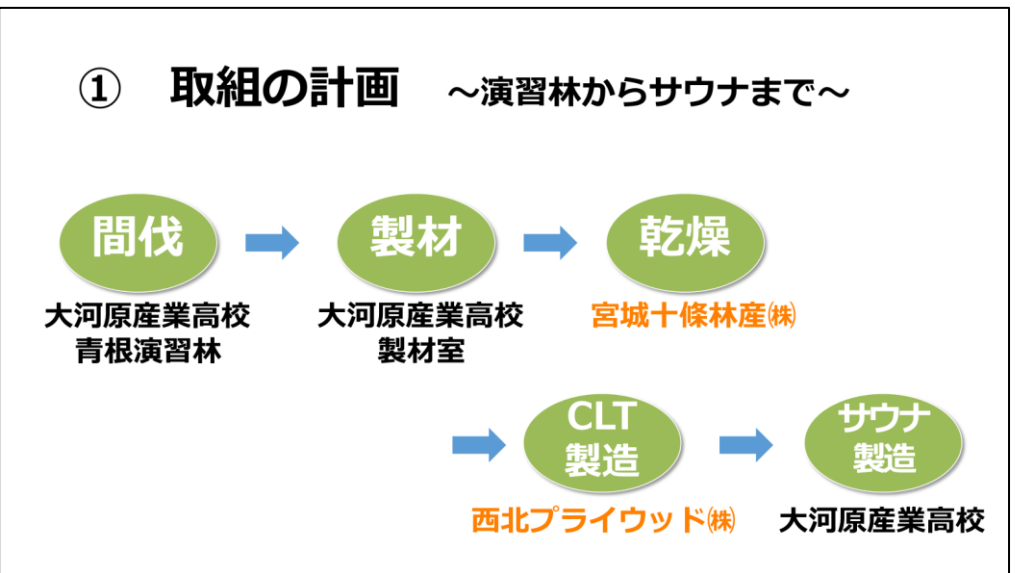 ① 取組の計画 ～演習林からサウナまで～
間伐
大河原産業高校
青根演習林
製材
大河原産業高校
製材室
乾燥
宮城十條林産㈱
CLT
製造
西北プライウッド㈱
サウナ
製造
大河原産業高校